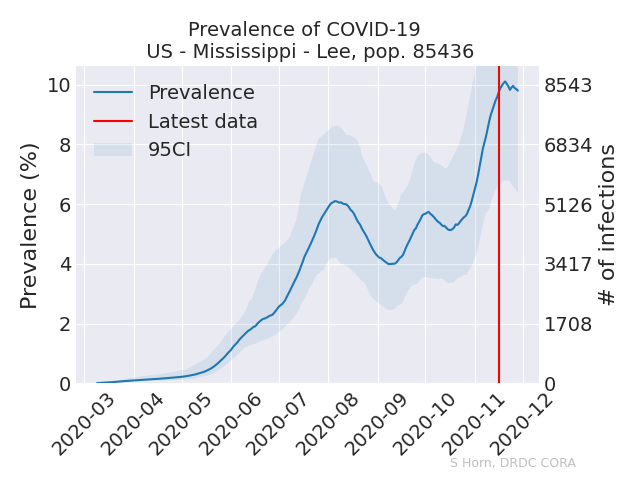 Prevalence of COVID-19
US - Mississippi - Lee, pop. 85436
Prevalence
Latest data
95CI
Prevalence (%)
10
8
6
4
2
0
# of infections
8543
6834
5126
3417
1708
0
2020-03
2020-04
2020-05
2020-06
2020-07
2020-08
2020-09
2020-10
2020-11
2020-12
S Horn, DRDC CORA